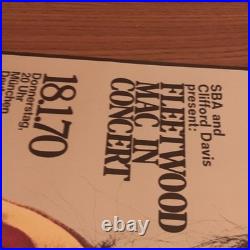 SBA and
Clifford Davis
present:
FLEETWOOD
MAC IN
CONCERT
18.1.70
Donnerstag,
20 Uhr
München